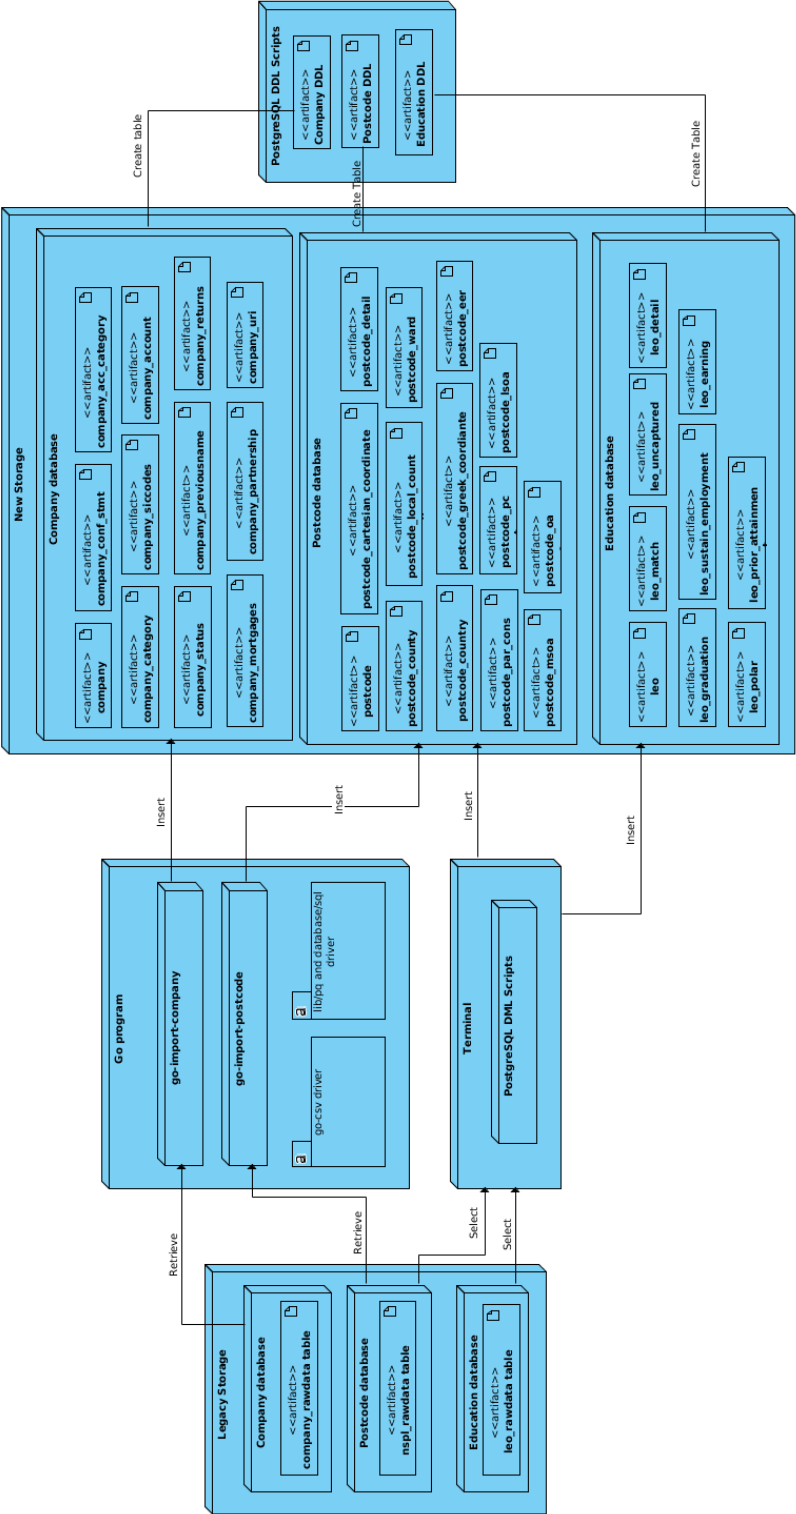 Legacy Storage
Company database
<<artifact>>
company_rawdata table
Postcode database
<<artifact>>
nspl_rawdata table
Education database
<<artifact>>
leo_rawdata table
Retrieve
Retrieve
Select
Select
Go program
go-import-company
go-import-postcode
a
go-csv driver
a
lib/pq and database/sql
driver
Terminal
PostgreSQL DML Scripts
Insert
Insert
Insert
Insert
New Storage
Company database
<<artifact>>
company
<<artifact>>
company_conf_stmt
<<artifact>>
company_acc_category
<<artifact>>
company_category
<<artifact>>
company_siccodes
<<artifact>>
company_account
<<artifact>>
company_status
<<artifact>>
company_previousname
<<artifact>>
company_returns
<<artifact>>
company_mortgages
<<artifact>>
company_partnership
<<artifact>>
company_uri
Postcode database
<<artifact>>
postcode
<<artifact>>
postcode_cartesian_coordinate
<<artifact>>
postcode_detail
<<artifact>>
postcode_county
<<artifact>>
postcode_local_count
<<artifact>>
postcode_ward
<<artifact>>
postcode_country
<<artifact>>
postcode_greek_coordiante
<<artifact>>
postcode_eer
<<artifact>>
postcode_par_cons
<<artifact>>
postcode_pc
<<artifact>>
postcode_lsoa
<<artifact>>
postcode_msoa
<<artifact>>
postcode_oa
Education database
<<artifact>>
leo
<<artifact>>
leo_match
<<artifact>>
leo_uncaptured
<<artifact>>
leo_detail
<<artifact>>
leo_graduation
<<artifact>>
leo_sustain_employment
<<artifact>>
leo_earning
<<artifact>>
leo_polar
<<artifact>>
leo_prior_attainmen
Create table
Create Table
Create Table
PostgreSQL DDL Scripts
<<artifact>>
Company DDL
<<artifact>>
Postcode DDL
<<artifact>>
Education DDL